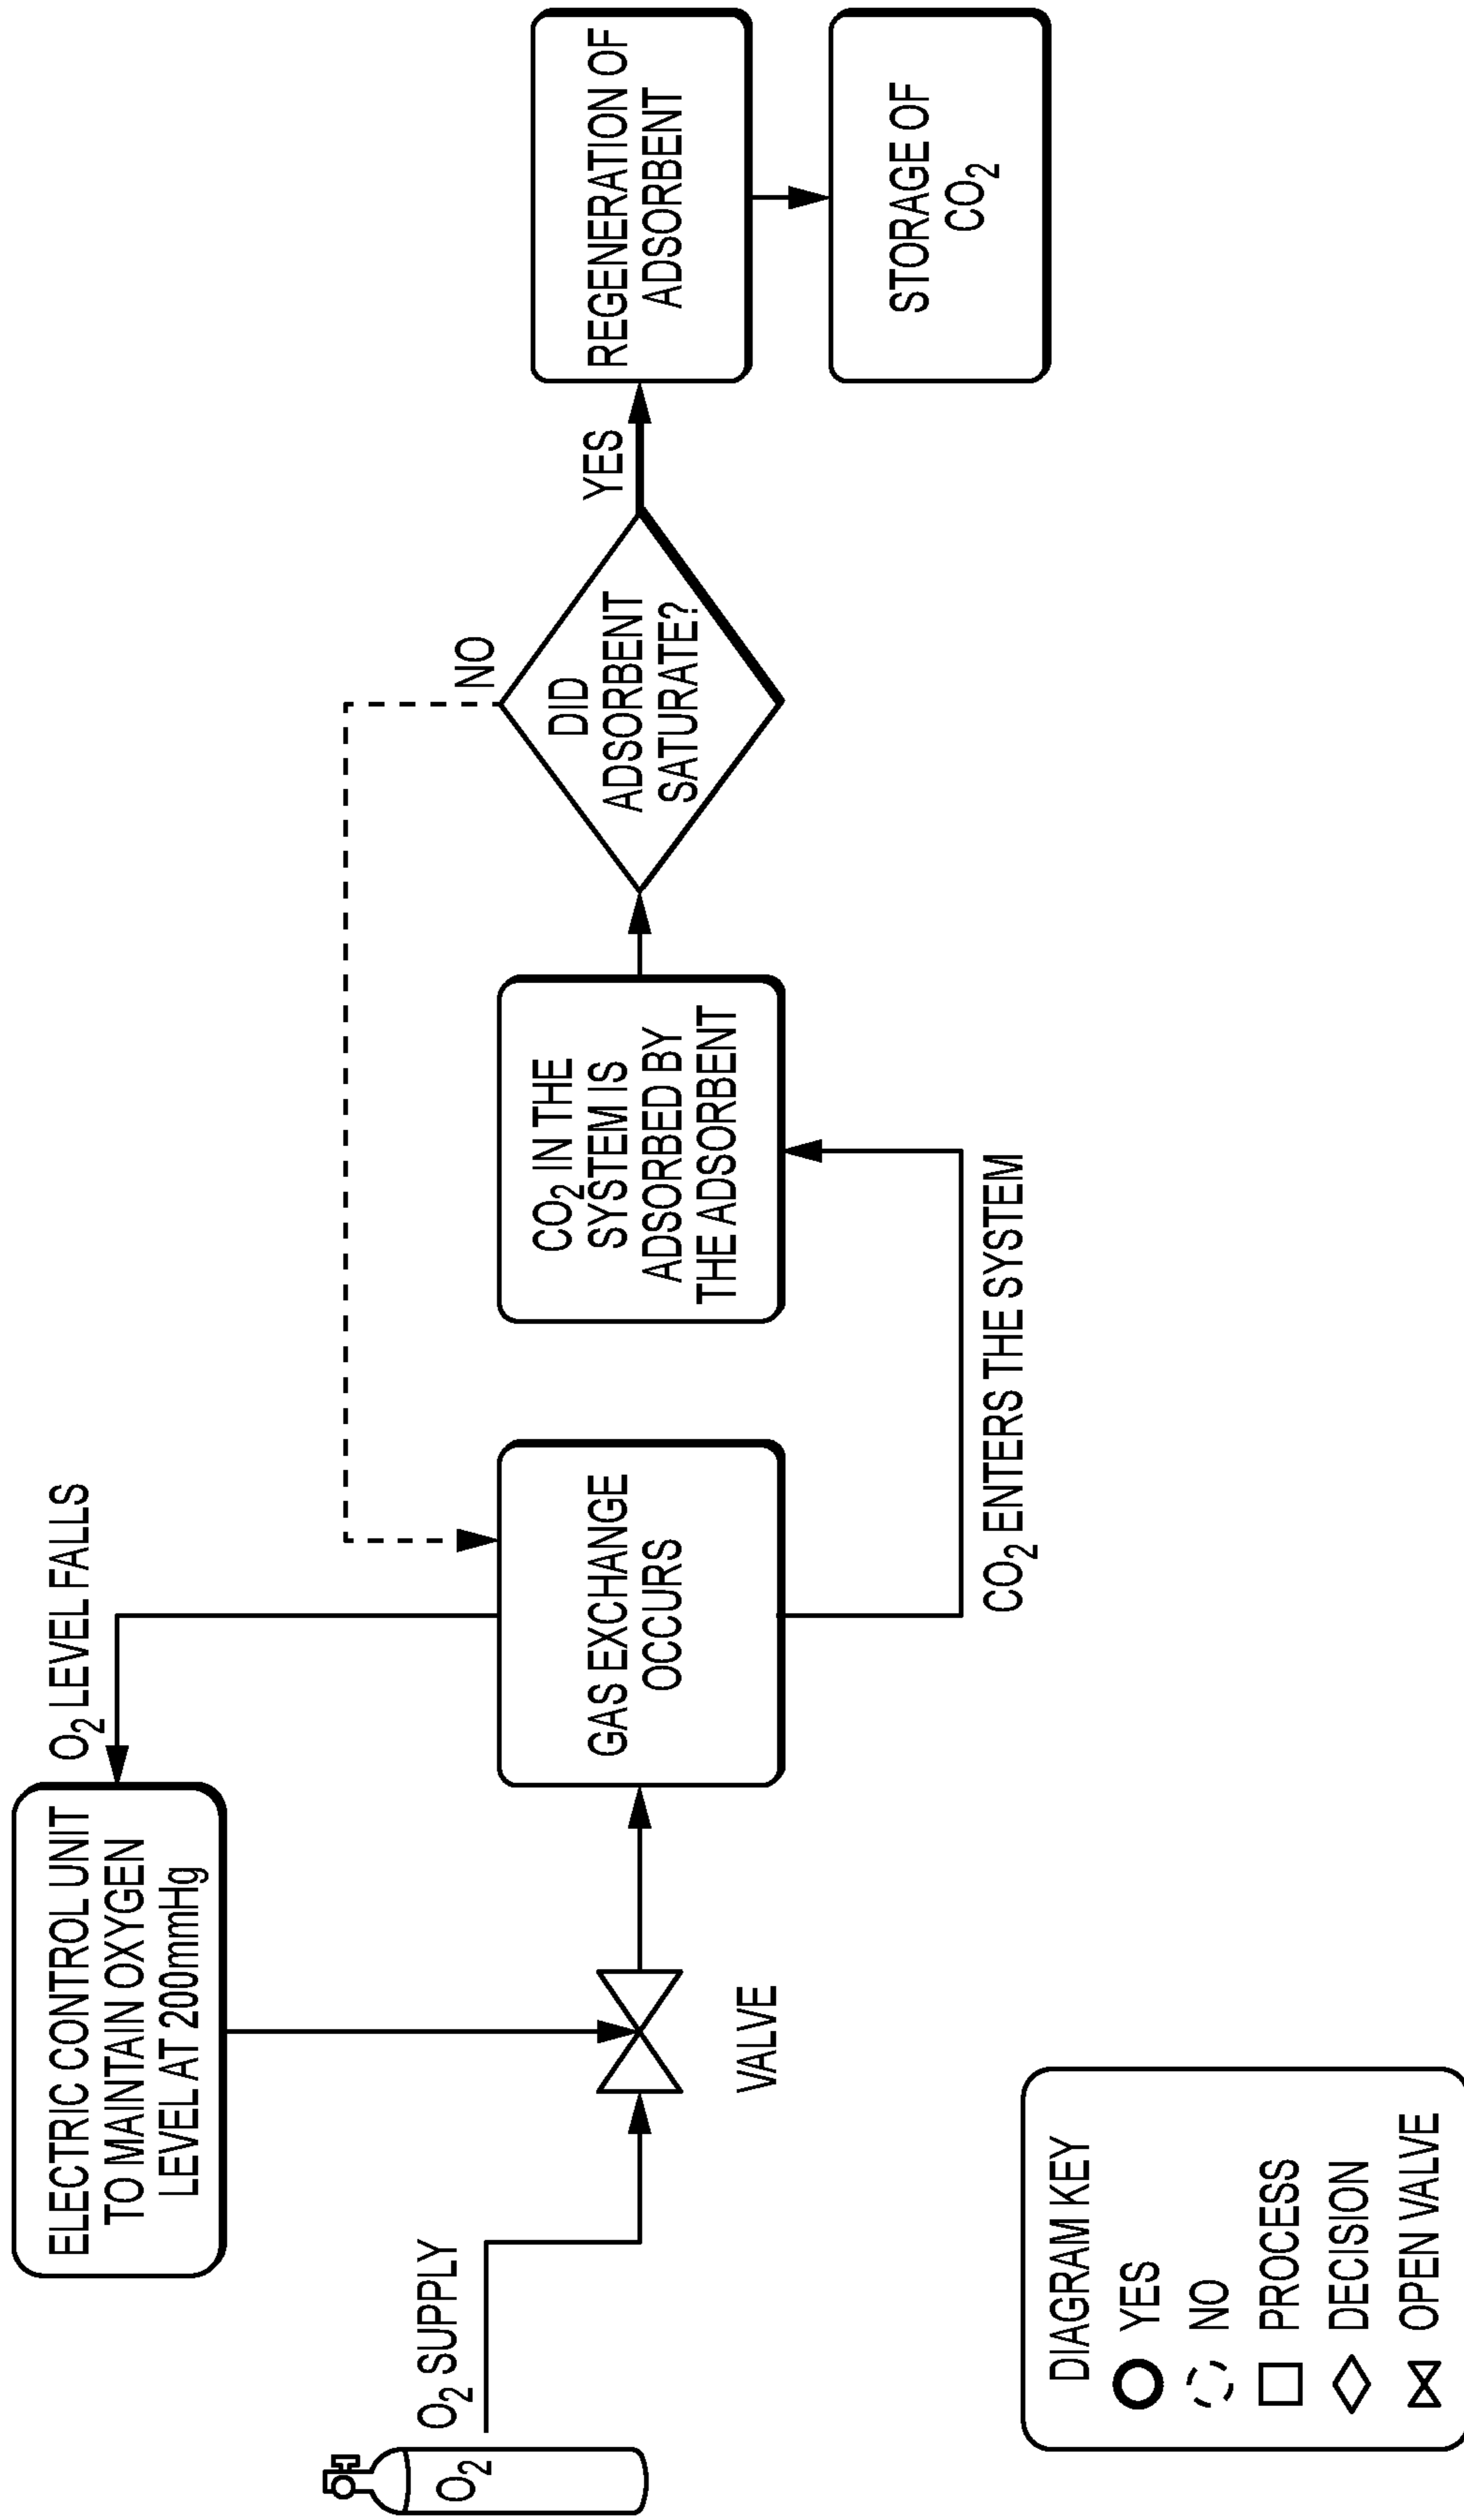 ELECTRIC CONTROL UNIT
TO MAINTAIN OXYGEN
LEVEL AT 200mmHg
O₂ LEVEL FALLS
O₂ SUPPLY
O₂
VALVE
GAS EXCHANGE
OCCURS
CO₂ ENTERS THE SYSTEM
CO₂ IN THE
SYSTEM IS
ADSORBED BY
THE ADSORBENT
NO
DID
ADSORBENT
SATURATE?
YES
REGENERATION OF
ADSORBENT
STORAGE OF
CO₂
DIAGRAM KEY
YES
NO
PROCESS
DECISION
OPEN VALVE